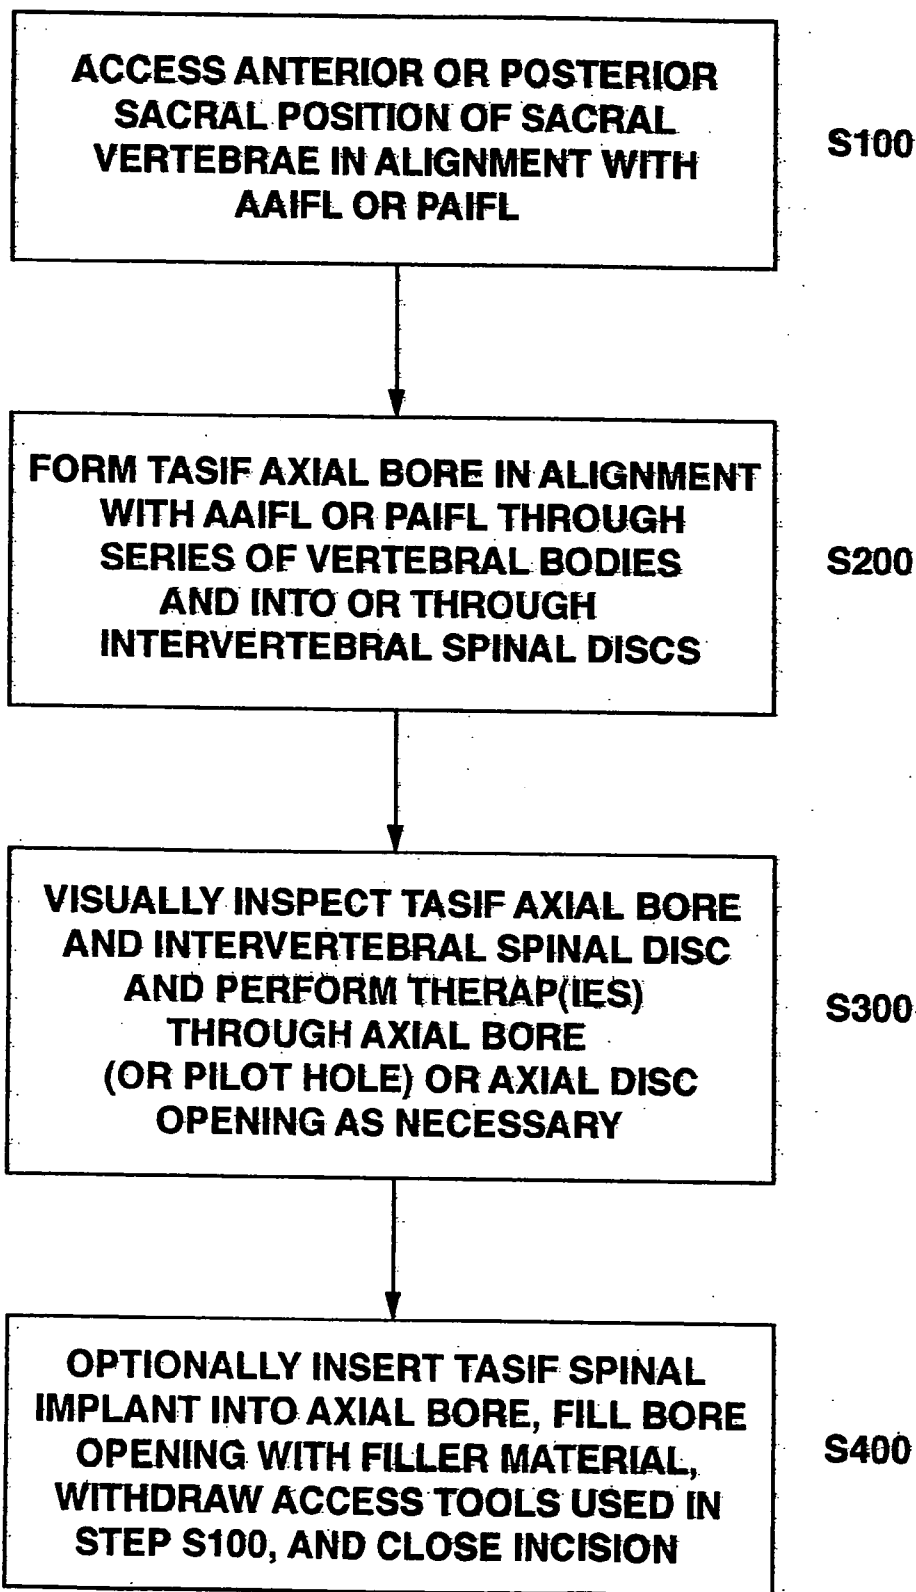 ACCESS ANTERIOR OR POSTERIOR
SACRAL POSITION OF SACRAL
VERTEBRAE IN ALIGNMENT WITH
AAIFL OR PAIFL
S100
FORM TASIF AXIAL BORE IN ALIGNMENT
WITH AAIFL OR PAIFL THROUGH
SERIES OF VERTEBRAL BODIES
AND INTO OR THROUGH
INTERVERTEBRAL SPINAL DISCS
S200
VISUALLY INSPECT TASIF AXIAL BORE
AND INTERVERTEBRAL SPINAL DISC
AND PERFORM THERAP(IES)
THROUGH AXIAL BORE
(OR PILOT HOLE) OR AXIAL DISC
OPENING AS NECESSARY
S300
OPTIONALLY INSERT TASIF SPINAL
IMPLANT INTO AXIAL BORE, FILL BORE
OPENING WITH FILLER MATERIAL,
WITHDRAW ACCESS TOOLS USED IN
STEP S100, AND CLOSE INCISION
S400